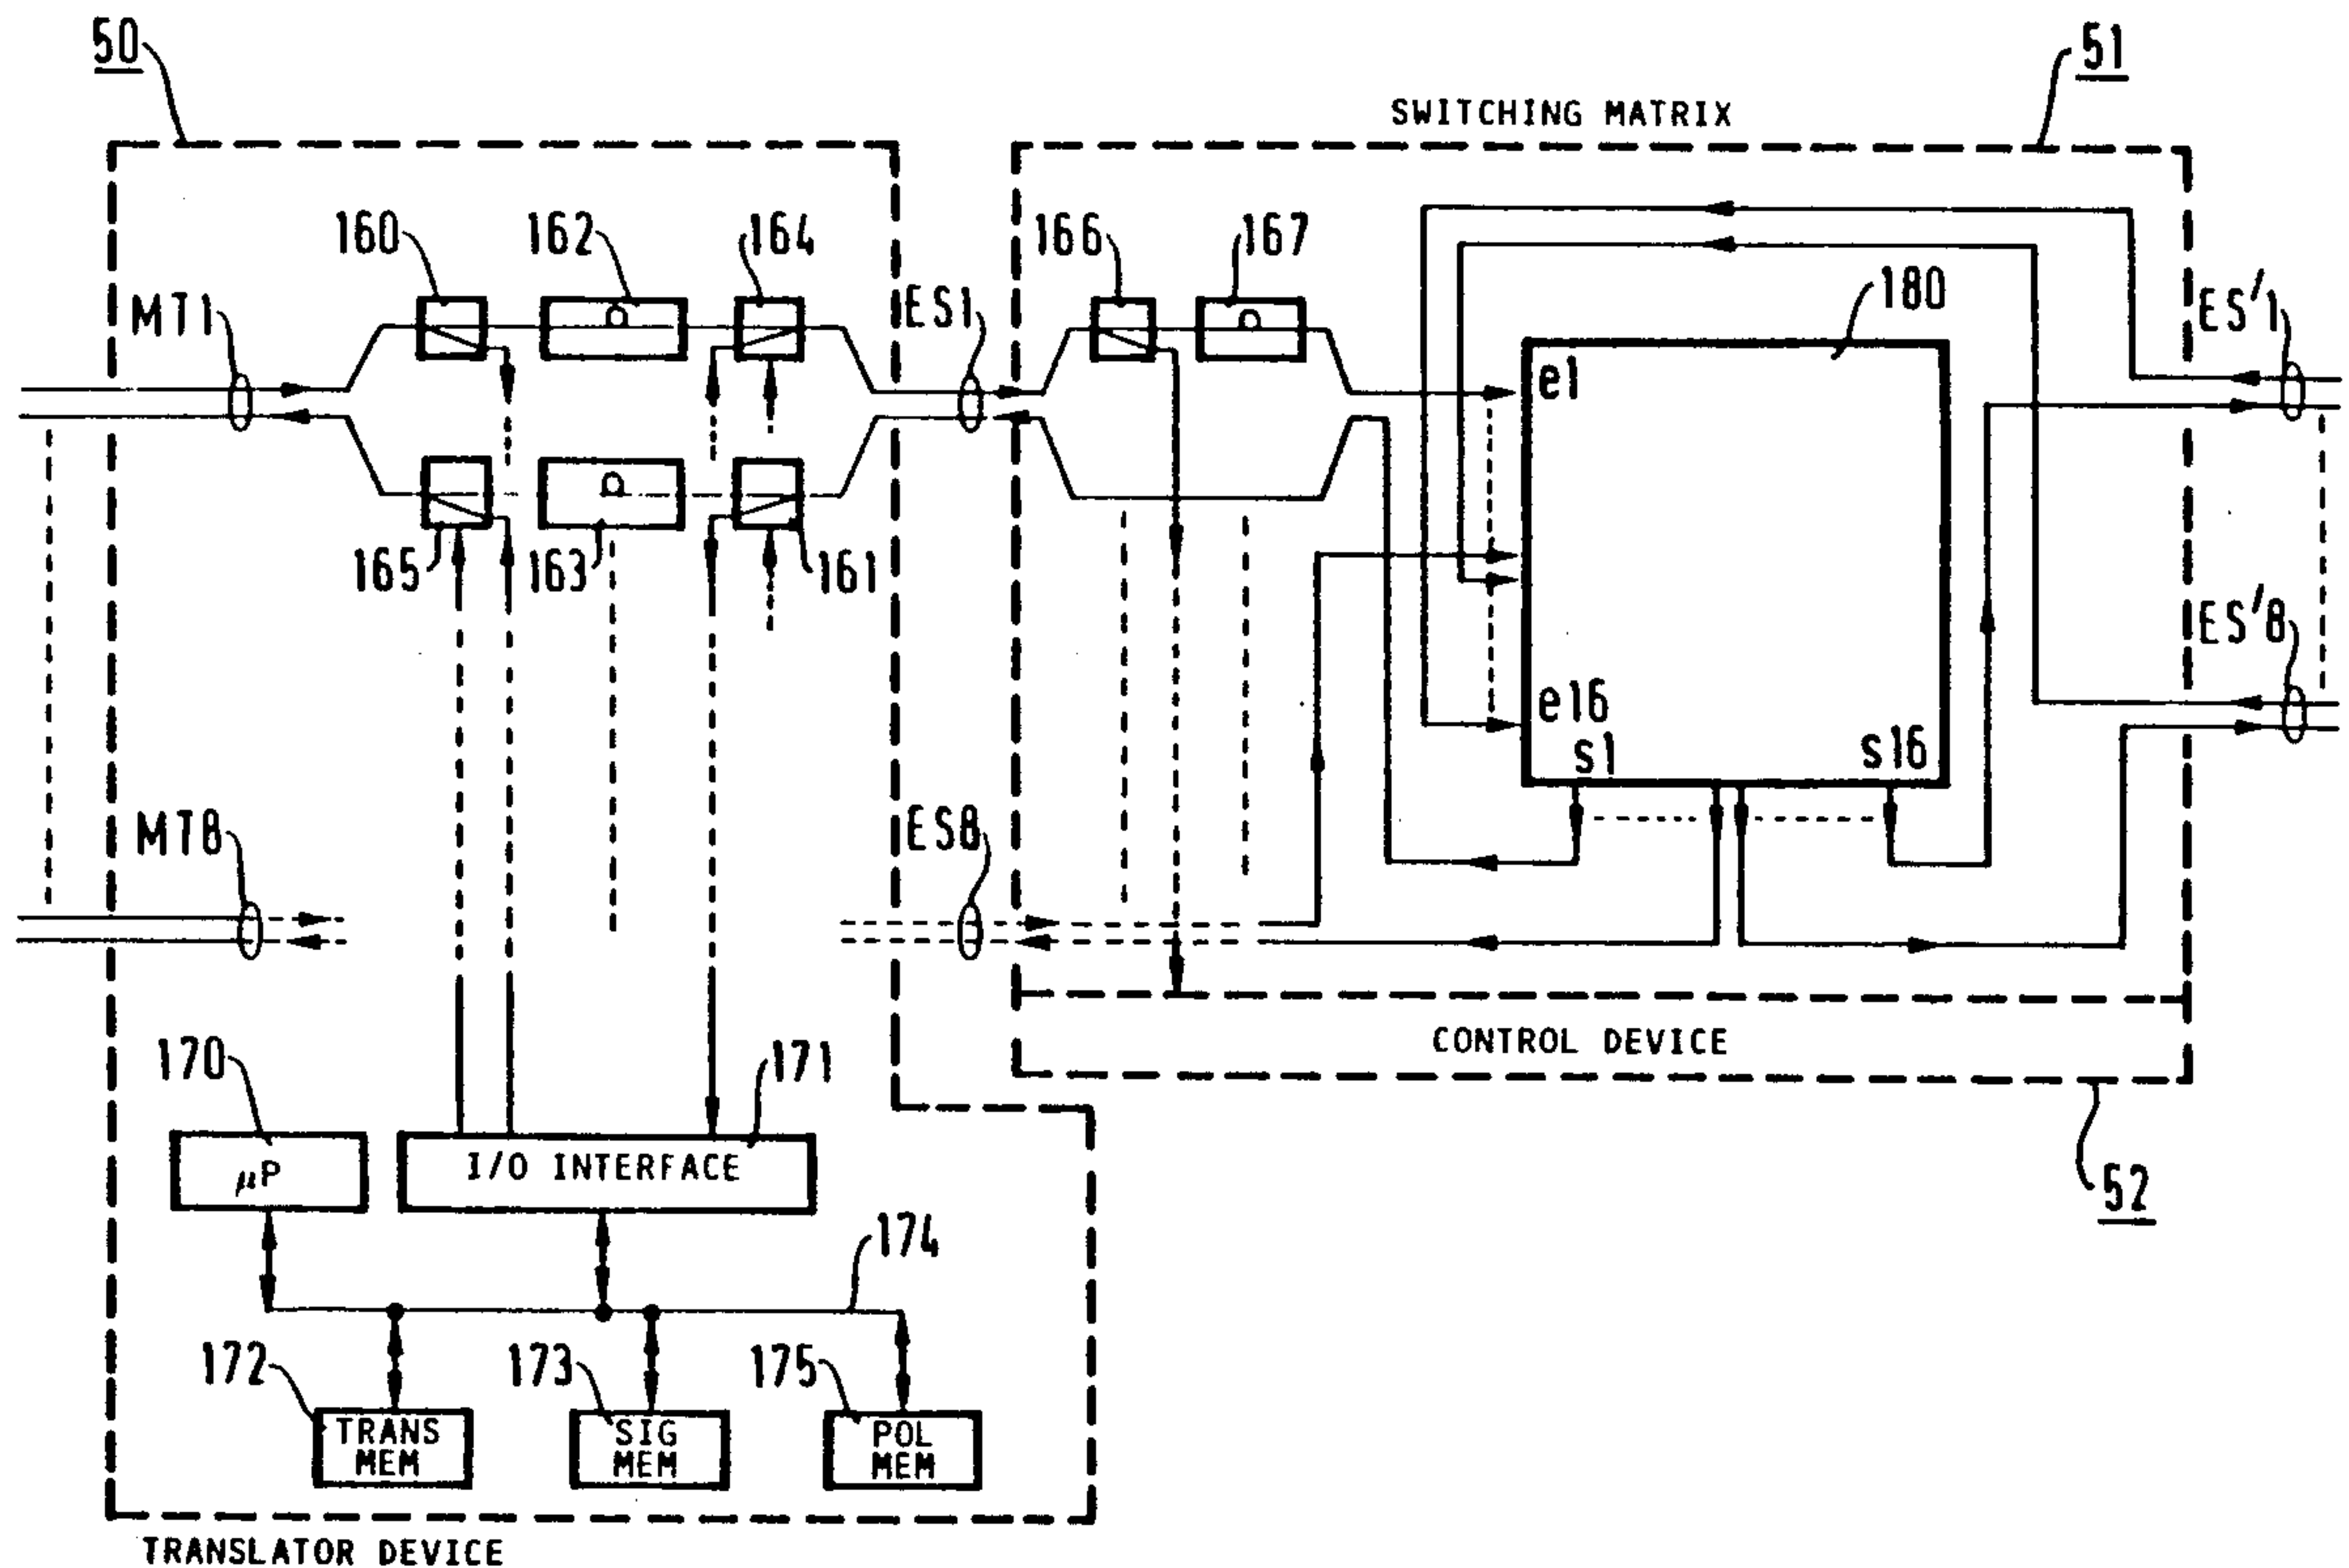 50
51
SWITCHING MATRIX
160
162
164
166
167
MT1
ES1
180
ES'1
e1
165
163
161
ES'8
e16
s1
s16
MT8
ES8
CONTROL DEVICE
170
171
µP
I/O INTERFACE
52
174
172
173
175
TRANS
MEM
SIG
MEM
POL
MEM
TRANSLATOR DEVICE